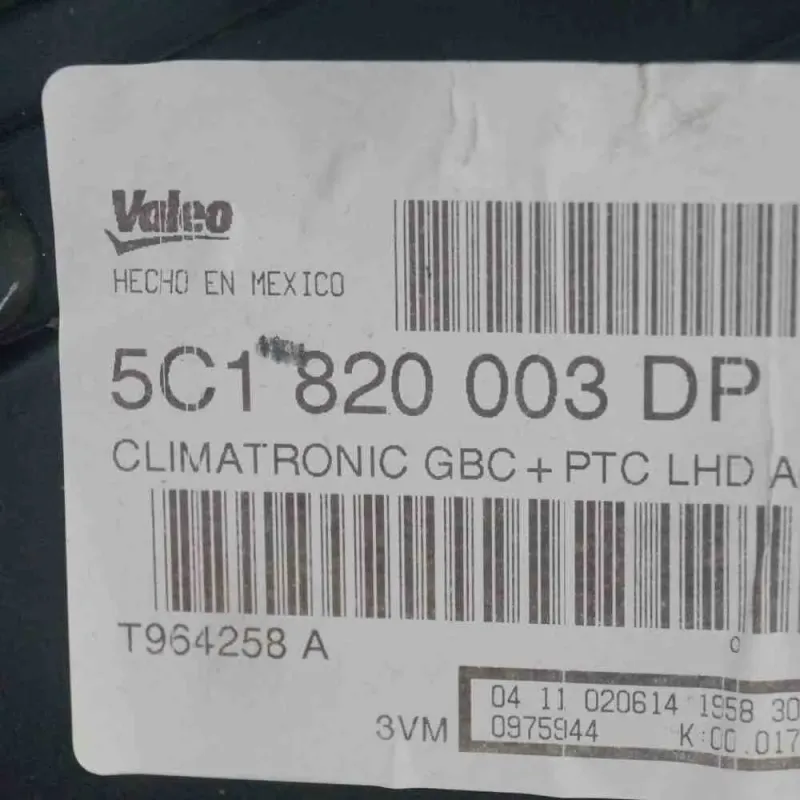 Valeo
HECHO EN MEXICO
5C1 820 003 DP
CLIMATRONIC GBC + PTC LHD A
T964258 A
0
04 11 020614 1958 30
3VM 0975944 K:00.017